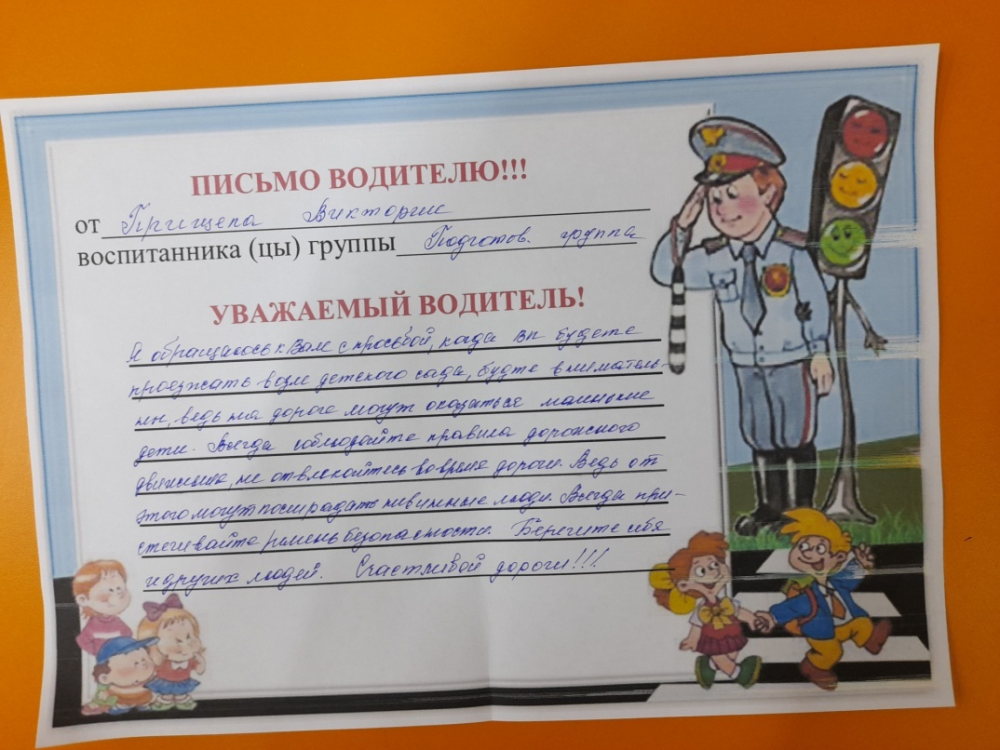 ПИСЬМО ВОДИТЕЛЮ!!!
от Прищепа Виктории
воспитанника (цы) группы Подготов. группа
УВАЖАЕМЫЙ ВОДИТЕЛЬ!
Я обращаюсь к Вам с просьбой, када вы будете
проезжать возле детского сада, будте вниматель-
ны, ведь на дороге могут оказаться маленькие
дети. Всегда соблюдайте правила дорожного
движения, не отвлекайтесь во время дороги. Ведь от
этого могут пострадать невинные люди. Всегда при-
стегивайте ремень безопасности. Берегите себя
и других людей. Счастливой дороги!!!